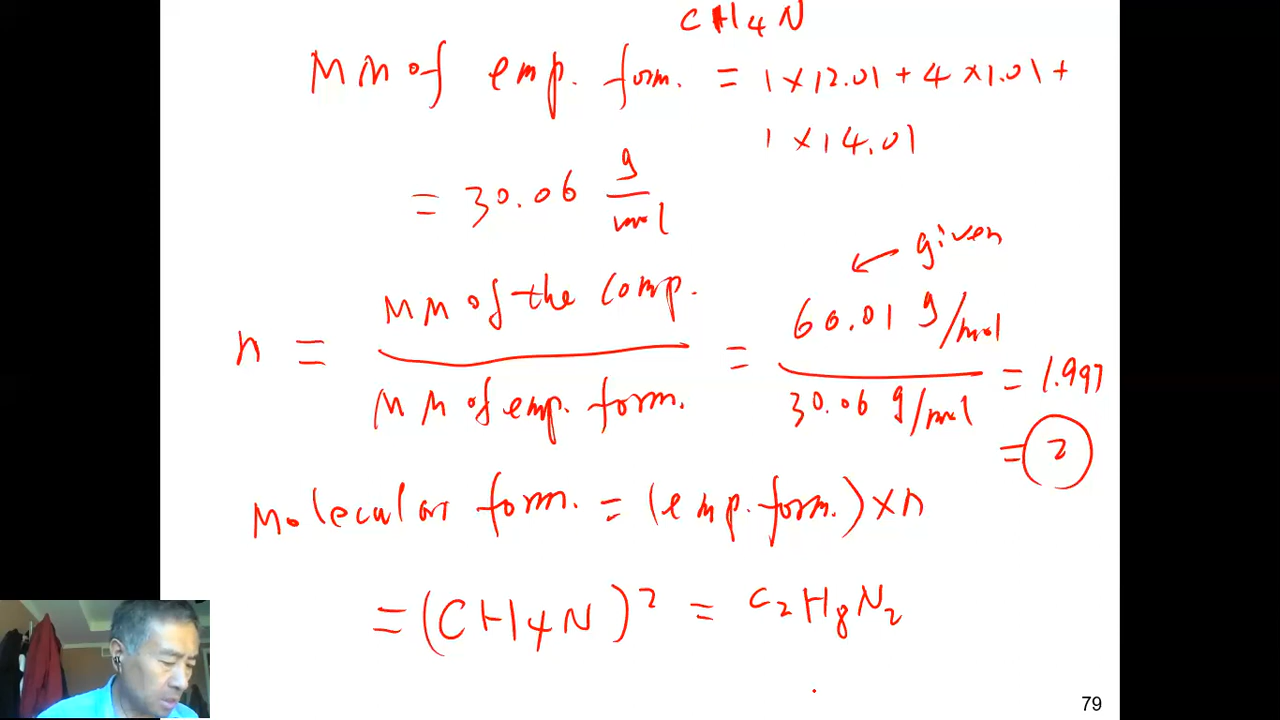 CH4N
MM of emp. form. = 1 x 12.01 + 4 x 1.01 +
1 x 14.01
= 30.06 g/mol
given
n = MM of the comp. / MM of emp. form. = 60.01 g/mol / 30.06 g/mol = 1.997
= 2
Molecular form. = (emp. form.) x n
= (CH4N)2 = C2H8N2
79